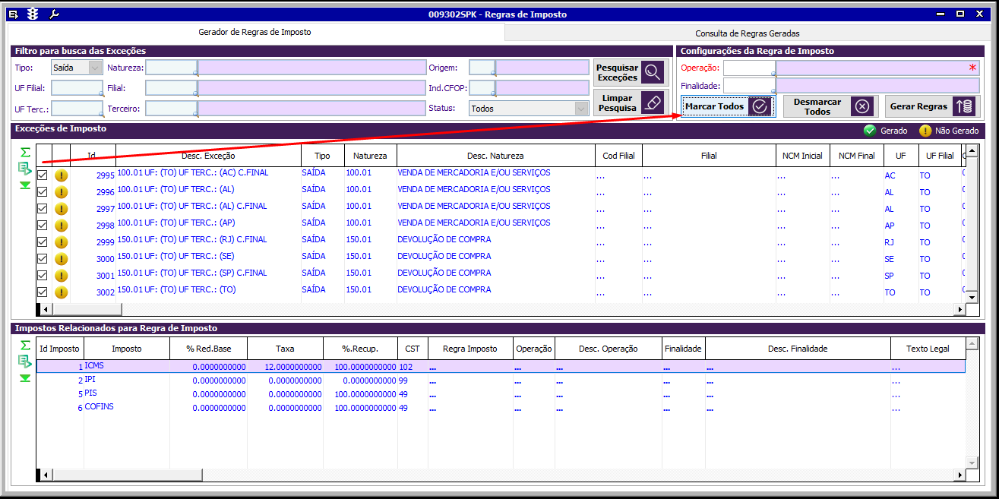 009302SPK - Regras de Imposto
Gerador de Regras de Imposto
Consulta de Regras Geradas
Filtro para busca das Exceções
Configurações da Regra de Imposto
Tipo: Saída Natureza: Origem: Pesquisar Exceções
Operação: *
UF Filial: Filial: Ind.CFOP:
Finalidade:
UF Terc.: Terceiro: Status: Todos Limpar Pesquisa
Marcar Todos Desmarcar Todos Gerar Regras
Exceções de Imposto Gerado ! Não Gerado
Id Desc. Exceção Tipo Natureza Desc. Natureza Cod Filial Filial NCM Inicial NCM Final UF UF Filial
! 2995 100.01 UF: (TO) UF TERC.: (AC) C.FINAL SAÍDA 100.01 VENDA DE MERCADORIA E/OU SERVIÇOS ... ... ... ... AC TO
! 2996 100.01 UF: (TO) UF TERC.: (AL) SAÍDA 100.01 VENDA DE MERCADORIA E/OU SERVIÇOS ... ... ... ... AL TO
! 2997 100.01 UF: (TO) UF TERC.: (AL) C.FINAL SAÍDA 100.01 VENDA DE MERCADORIA E/OU SERVIÇOS ... ... ... ... AL TO
! 2998 100.01 UF: (TO) UF TERC.: (AP) SAÍDA 100.01 VENDA DE MERCADORIA E/OU SERVIÇOS ... ... ... ... AP TO
! 2999 150.01 UF: (TO) UF TERC.: (RJ) C.FINAL SAÍDA 150.01 DEVOLUÇÃO DE COMPRA ... ... ... ... RJ TO
! 3000 150.01 UF: (TO) UF TERC.: (SE) SAÍDA 150.01 DEVOLUÇÃO DE COMPRA ... ... ... ... SE TO
! 3001 150.01 UF: (TO) UF TERC.: (SP) C.FINAL SAÍDA 150.01 DEVOLUÇÃO DE COMPRA ... ... ... ... SP TO
! 3002 150.01 UF: (TO) UF TERC.: (TO) SAÍDA 150.01 DEVOLUÇÃO DE COMPRA ... ... ... ... TO TO
Impostos Relacionados para Regra de Imposto
Id Imposto Imposto % Red.Base Taxa %.Recup. CST Regra Imposto Operação Desc. Operação Finalidade Desc. Finalidade Texto Legal
1 ICMS 0.0000000000 12.0000000000 100.0000000000 102 ... ... ... ... ... ...
2 IPI 0.0000000000 0.0000000000 0.0000000000 99 ... ... ... ... ... ...
5 PIS 0.0000000000 0.0000000000 100.0000000000 49 ... ... ... ... ... ...
6 COFINS 0.0000000000 0.0000000000 100.0000000000 49 ... ... ... ... ... ...